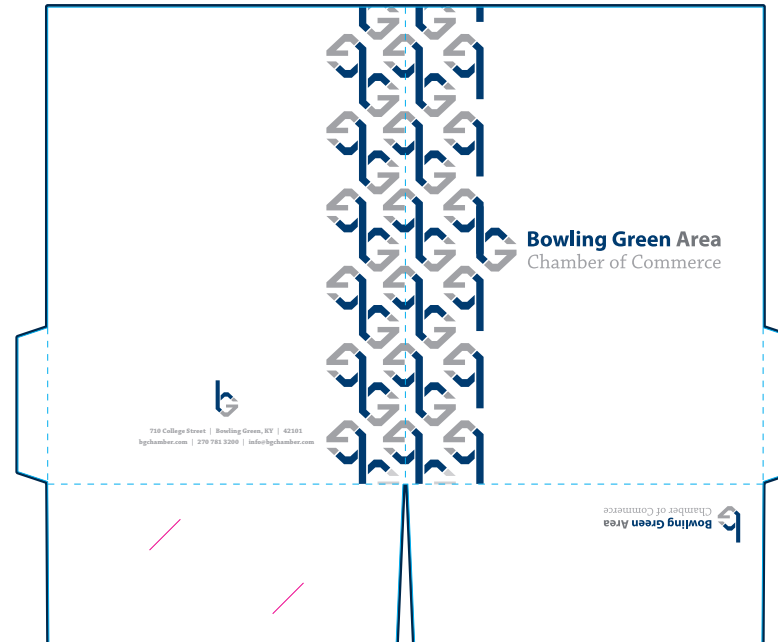 Bowling Green Area
Chamber of Commerce
710 College Street | Bowling Green, KY | 42101
bgchamber.com | 270 781 3200 | info@bgchamber.com
Bowling Green Area
Chamber of Commerce